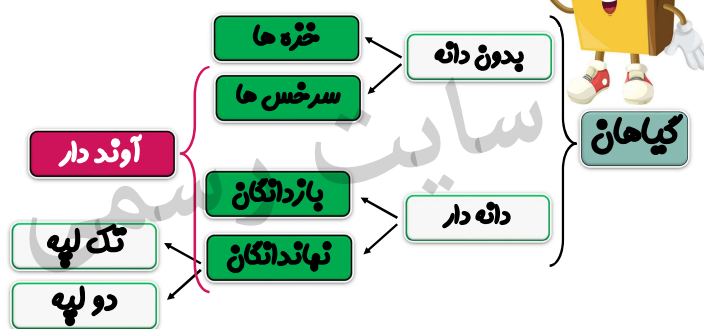 گیاهان
بدون دانه
خزه ها
سرخس ها
دانه دار
بازدانگان
نهاندانگان
آوند دار
تک لپه
دو لپه
سایت رسمی